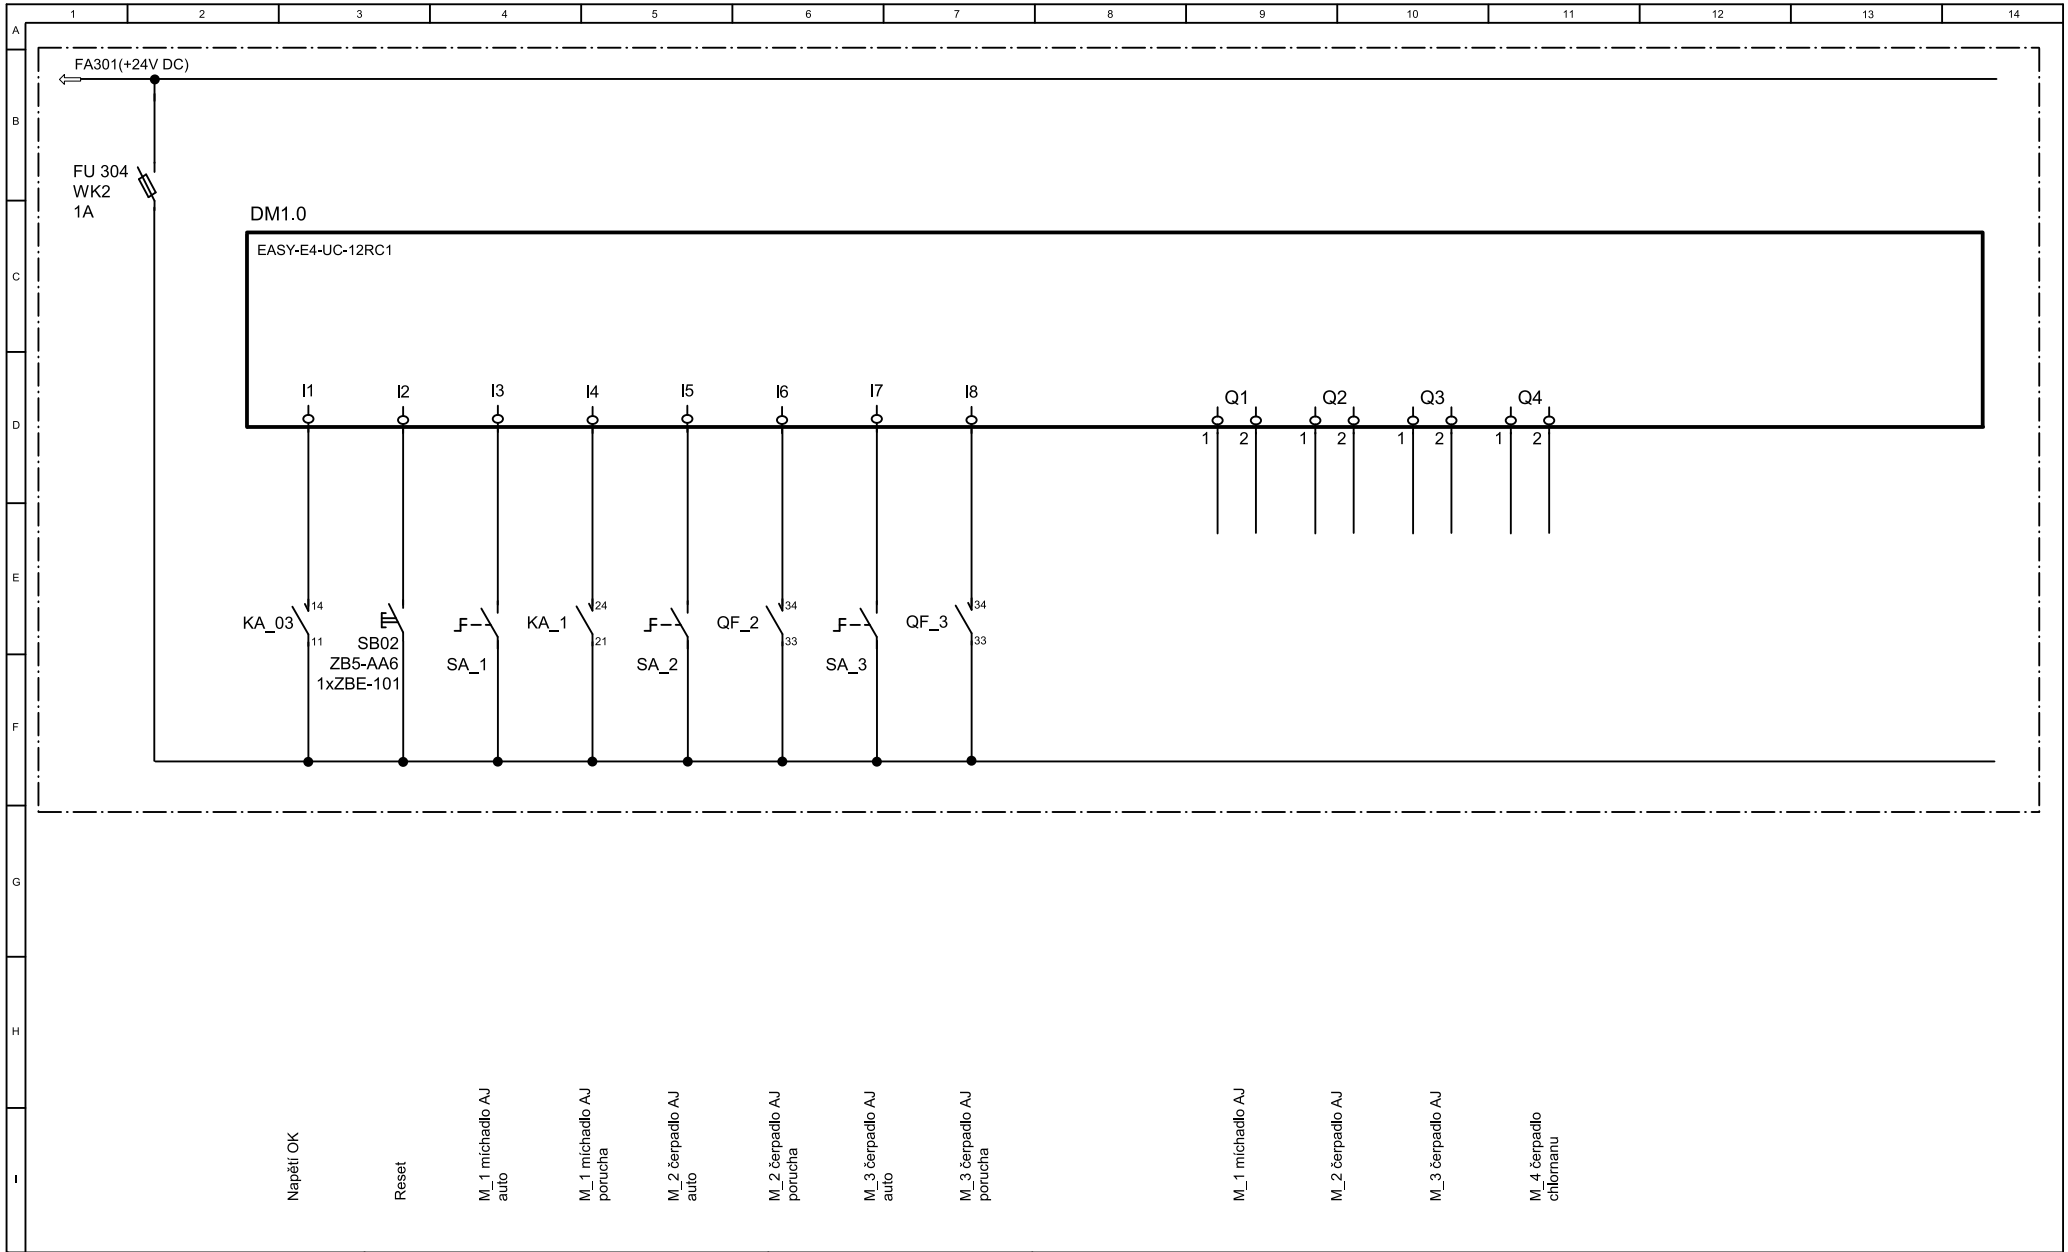 1 2 3 4 5 6 7 8 9 10 11 12 13 14
A
FA301(+24V DC)
B
FU 304
WK2
1A
DM1.0
EASY-E4-UC-12RC1
C
I1 I2 I3 I4 I5 I6 I7 I8 Q1 Q2 Q3 Q4
D
1 2 1 2 1 2 1 2
E
KA_03 14 11
SB02
ZB5-AA6
1xZBE-101
SA_1
KA_1 24 21
SA_2
QF_2 34 33
SA_3
QF_3 34 33
F
G
H
I
Napětí OK
Reset
M_1 míchadlo AJ
auto
M_1 míchadlo AJ
porucha
M_2 čerpadlo AJ
auto
M_2 čerpadlo AJ
porucha
M_3 čerpadlo AJ
auto
M_3 čerpadlo AJ
porucha
M_1 míchadlo AJ
M_2 čerpadlo AJ
M_3 čerpadlo AJ
M_4 čerpadlo
chlornanu